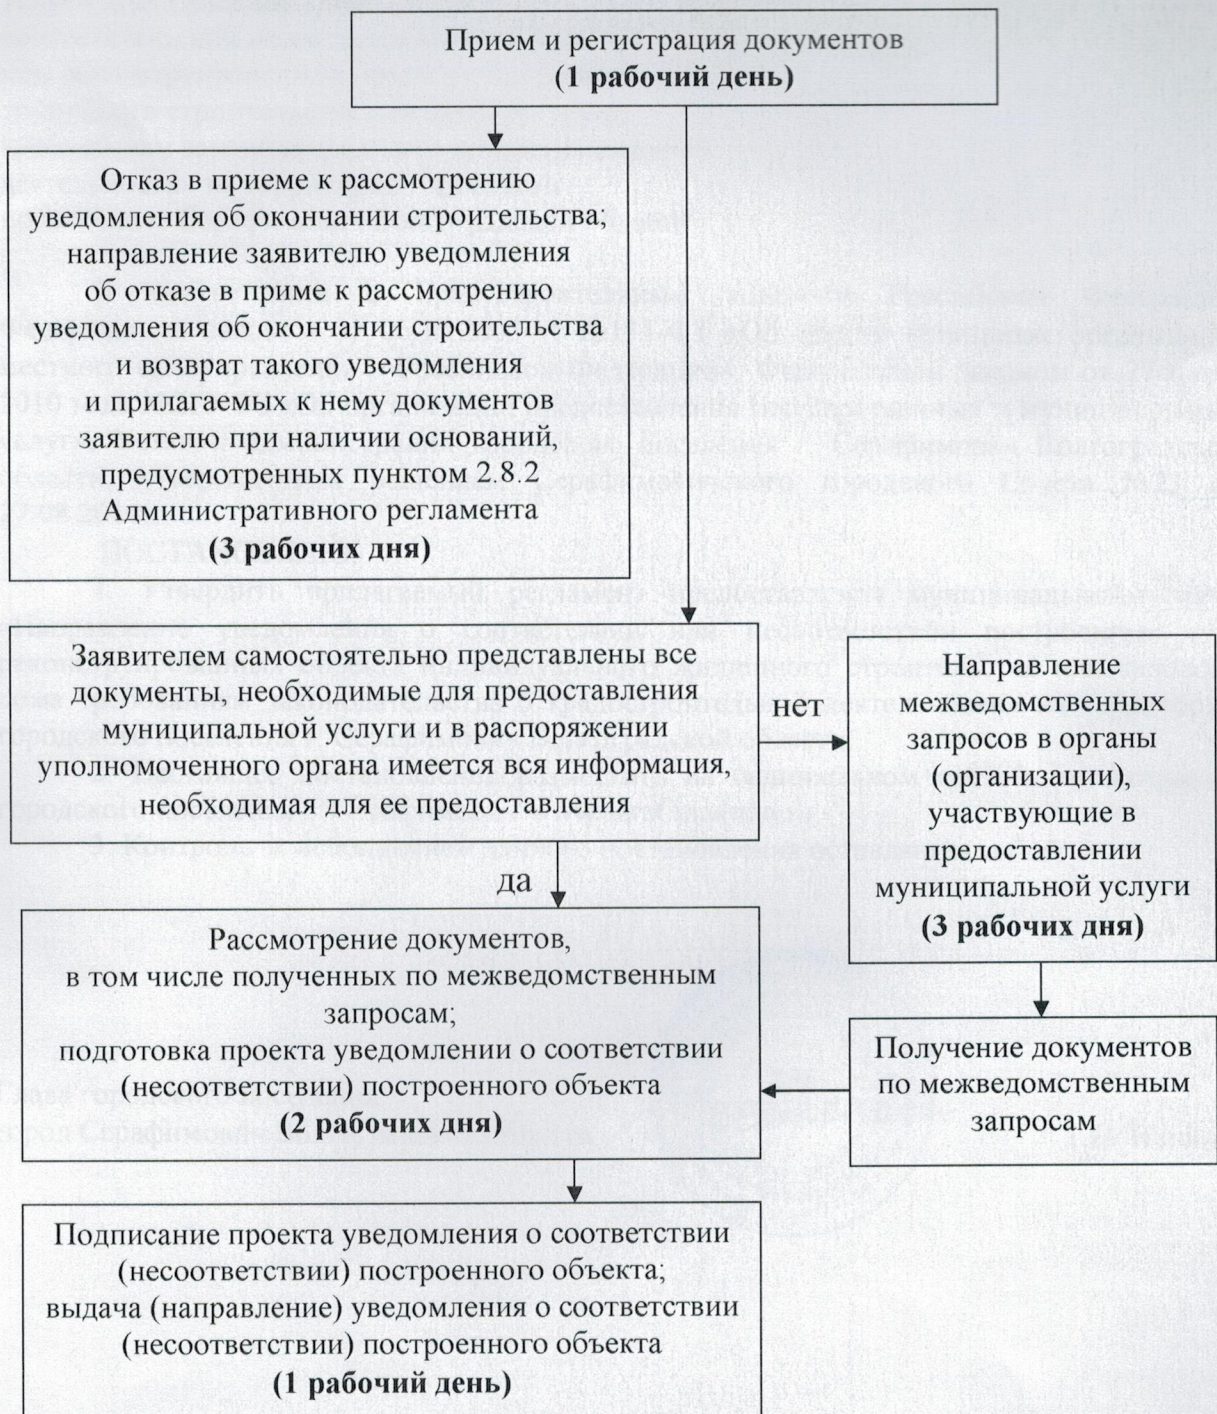 Прием и регистрация документов
(1 рабочий день)
Отказ в приеме к рассмотрению
уведомления об окончании строительства;
направление заявителю уведомления
об отказе в приме к рассмотрению
уведомления об окончании строительства
и возврат такого уведомления
и прилагаемых к нему документов
заявителю при наличии оснований,
предусмотренных пунктом 2.8.2
Административного регламента
(3 рабочих дня)
Заявителем самостоятельно представлены все
документы, необходимые для предоставления
муниципальной услуги и в распоряжении
уполномоченного органа имеется вся информация,
необходимая для ее предоставления
нет
Направление
межведомственных
запросов в органы
(организации),
участвующие в
предоставлении
муниципальной услуги
(3 рабочих дня)
да
Рассмотрение документов,
в том числе полученных по межведомственным
запросам;
подготовка проекта уведомлении о соответствии
(несоответствии) построенного объекта
(2 рабочих дня)
Получение документов
по межведомственным
запросам
Подписание проекта уведомления о соответствии
(несоответствии) построенного объекта;
выдача (направление) уведомления о соответствии
(несоответствии) построенного объекта
(1 рабочий день)